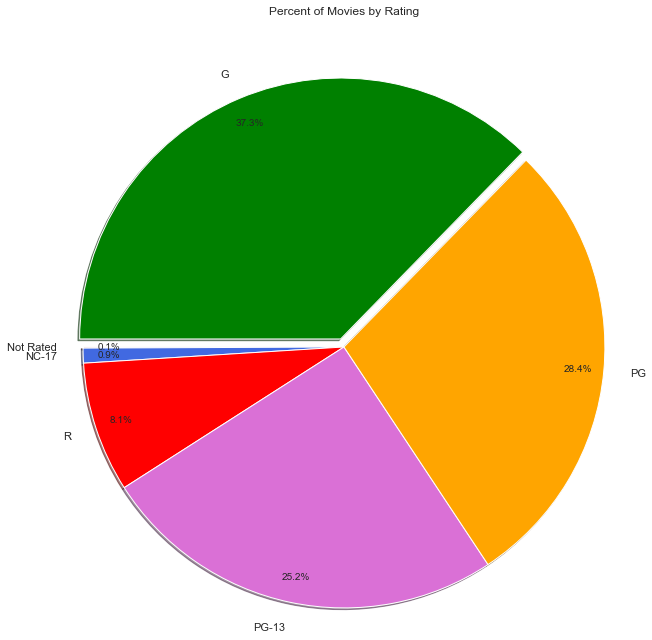 Percent of Movies by Rating
G
37.3%
Not Rated
0.1%
NC-17
0.9%
28.4%
PG
8.1%
R
25.2%
PG-13